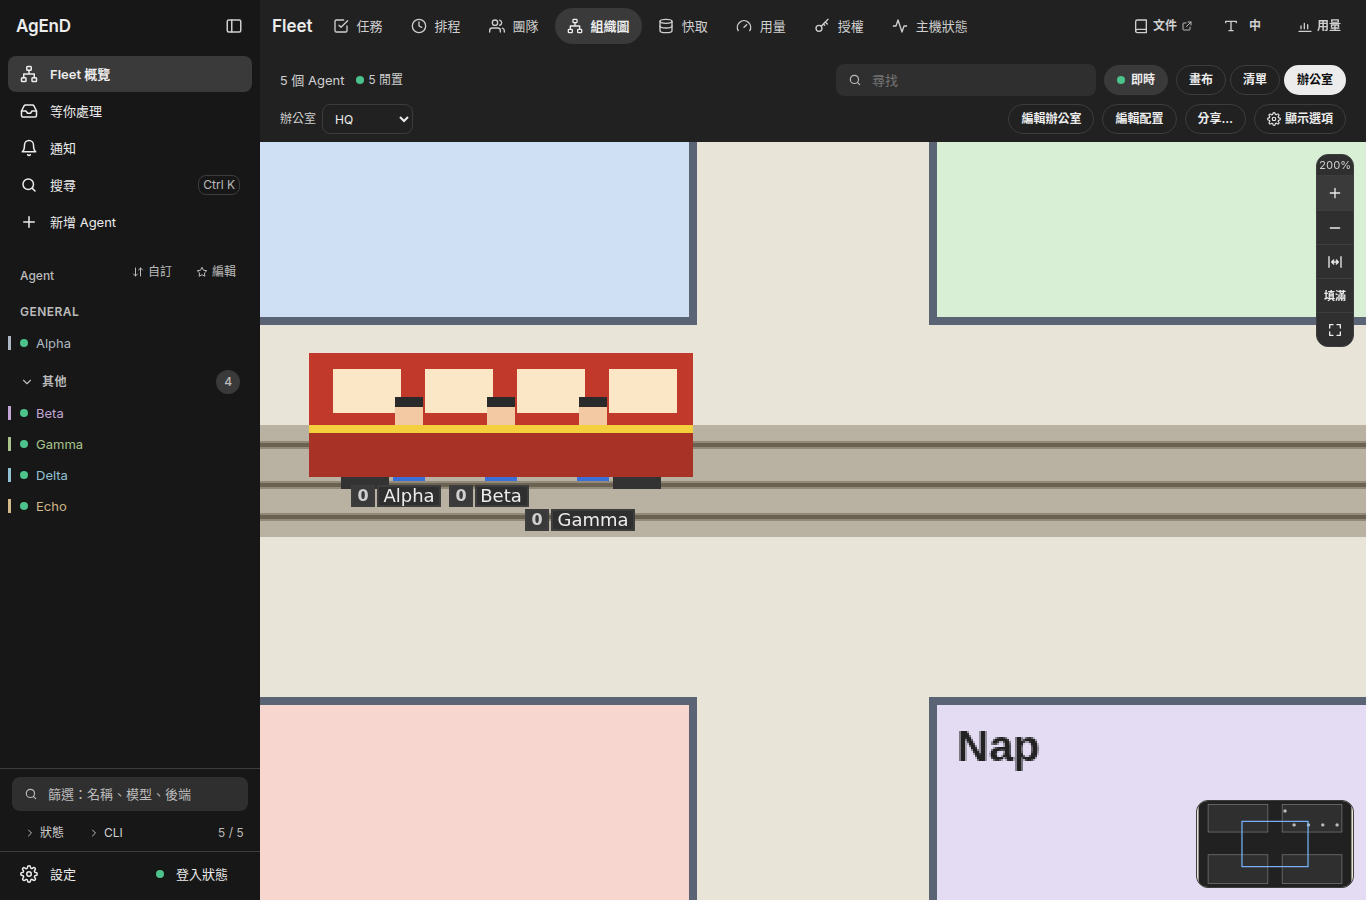 AgEnD
Fleet
任務
排程
團隊
組織圖
快取
用量
授權
主機狀態
文件
中
用量
Fleet 概覽
等你處理
通知
搜尋
Ctrl K
新增 Agent
Agent
自訂
編輯
GENERAL
Alpha
其他
4
Beta
Gamma
Delta
Echo
篩選：名稱、模型、後端
狀態
CLI
5 / 5
設定
登入狀態
5 個 Agent
5 閒置
尋找
即時
畫布
清單
辦公室
辦公室
HQ
編輯辦公室
編輯配置
分享...
顯示選項
200%
填滿
0 Alpha
0 Beta
0 Gamma
Nap